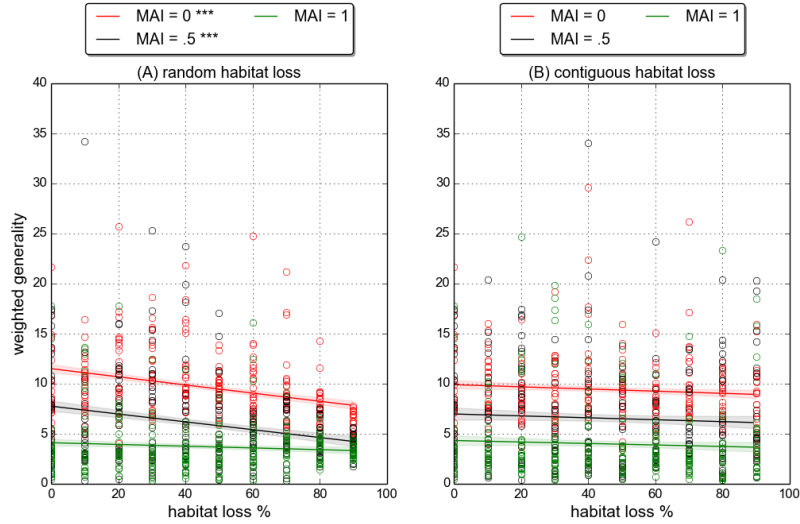 MAI = 0 *** MAI = 1
MAI = .5 ***
MAI = 0 MAI = 1
MAI = .5
(A) random habitat loss
(B) contiguous habitat loss
weighted generality
40
35
30
25
20
15
10
5
0
0 20 40 60 80 100
habitat loss %
40
35
30
25
20
15
10
5
0
0 20 40 60 80 100
habitat loss %